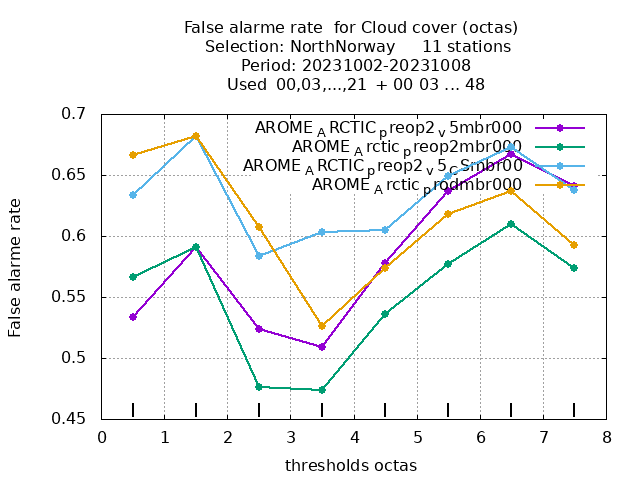 False alarme rate  for Cloud cover (octas)
Selection: NorthNorway     11 stations
Period: 20231002-20231008
Used  00,03,...,21  + 00 03 ... 48
0.7
0.65
0.6
0.55
0.5
0.45
False alarme rate
AROME_ARCTIC_preop2_v5mbr000
AROME_Arctic_preop2mbr000
AROME_ARCTIC_preop2_v5_CSmbr00
AROME_Arctic_prodmbr000
0 1 2 3 4 5 6 7 8
thresholds octas